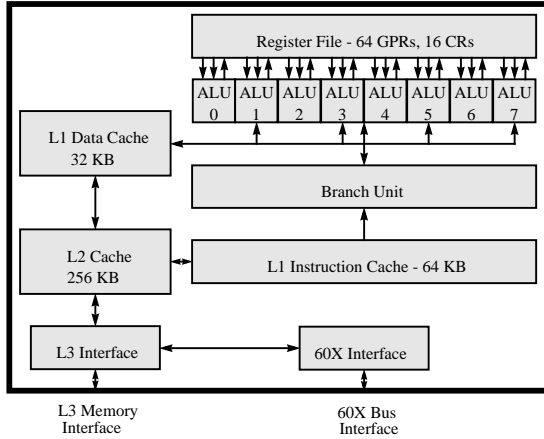 Register File - 64 GPRs, 16 CRs
ALU ALU ALU ALU ALU ALU ALU ALU
0 1 2 3 4 5 6 7
L1 Data Cache
32 KB
Branch Unit
L2 Cache
256 KB
L1 Instruction Cache - 64 KB
L3 Interface
60X Interface
L3 Memory
Interface
60X Bus
Interface